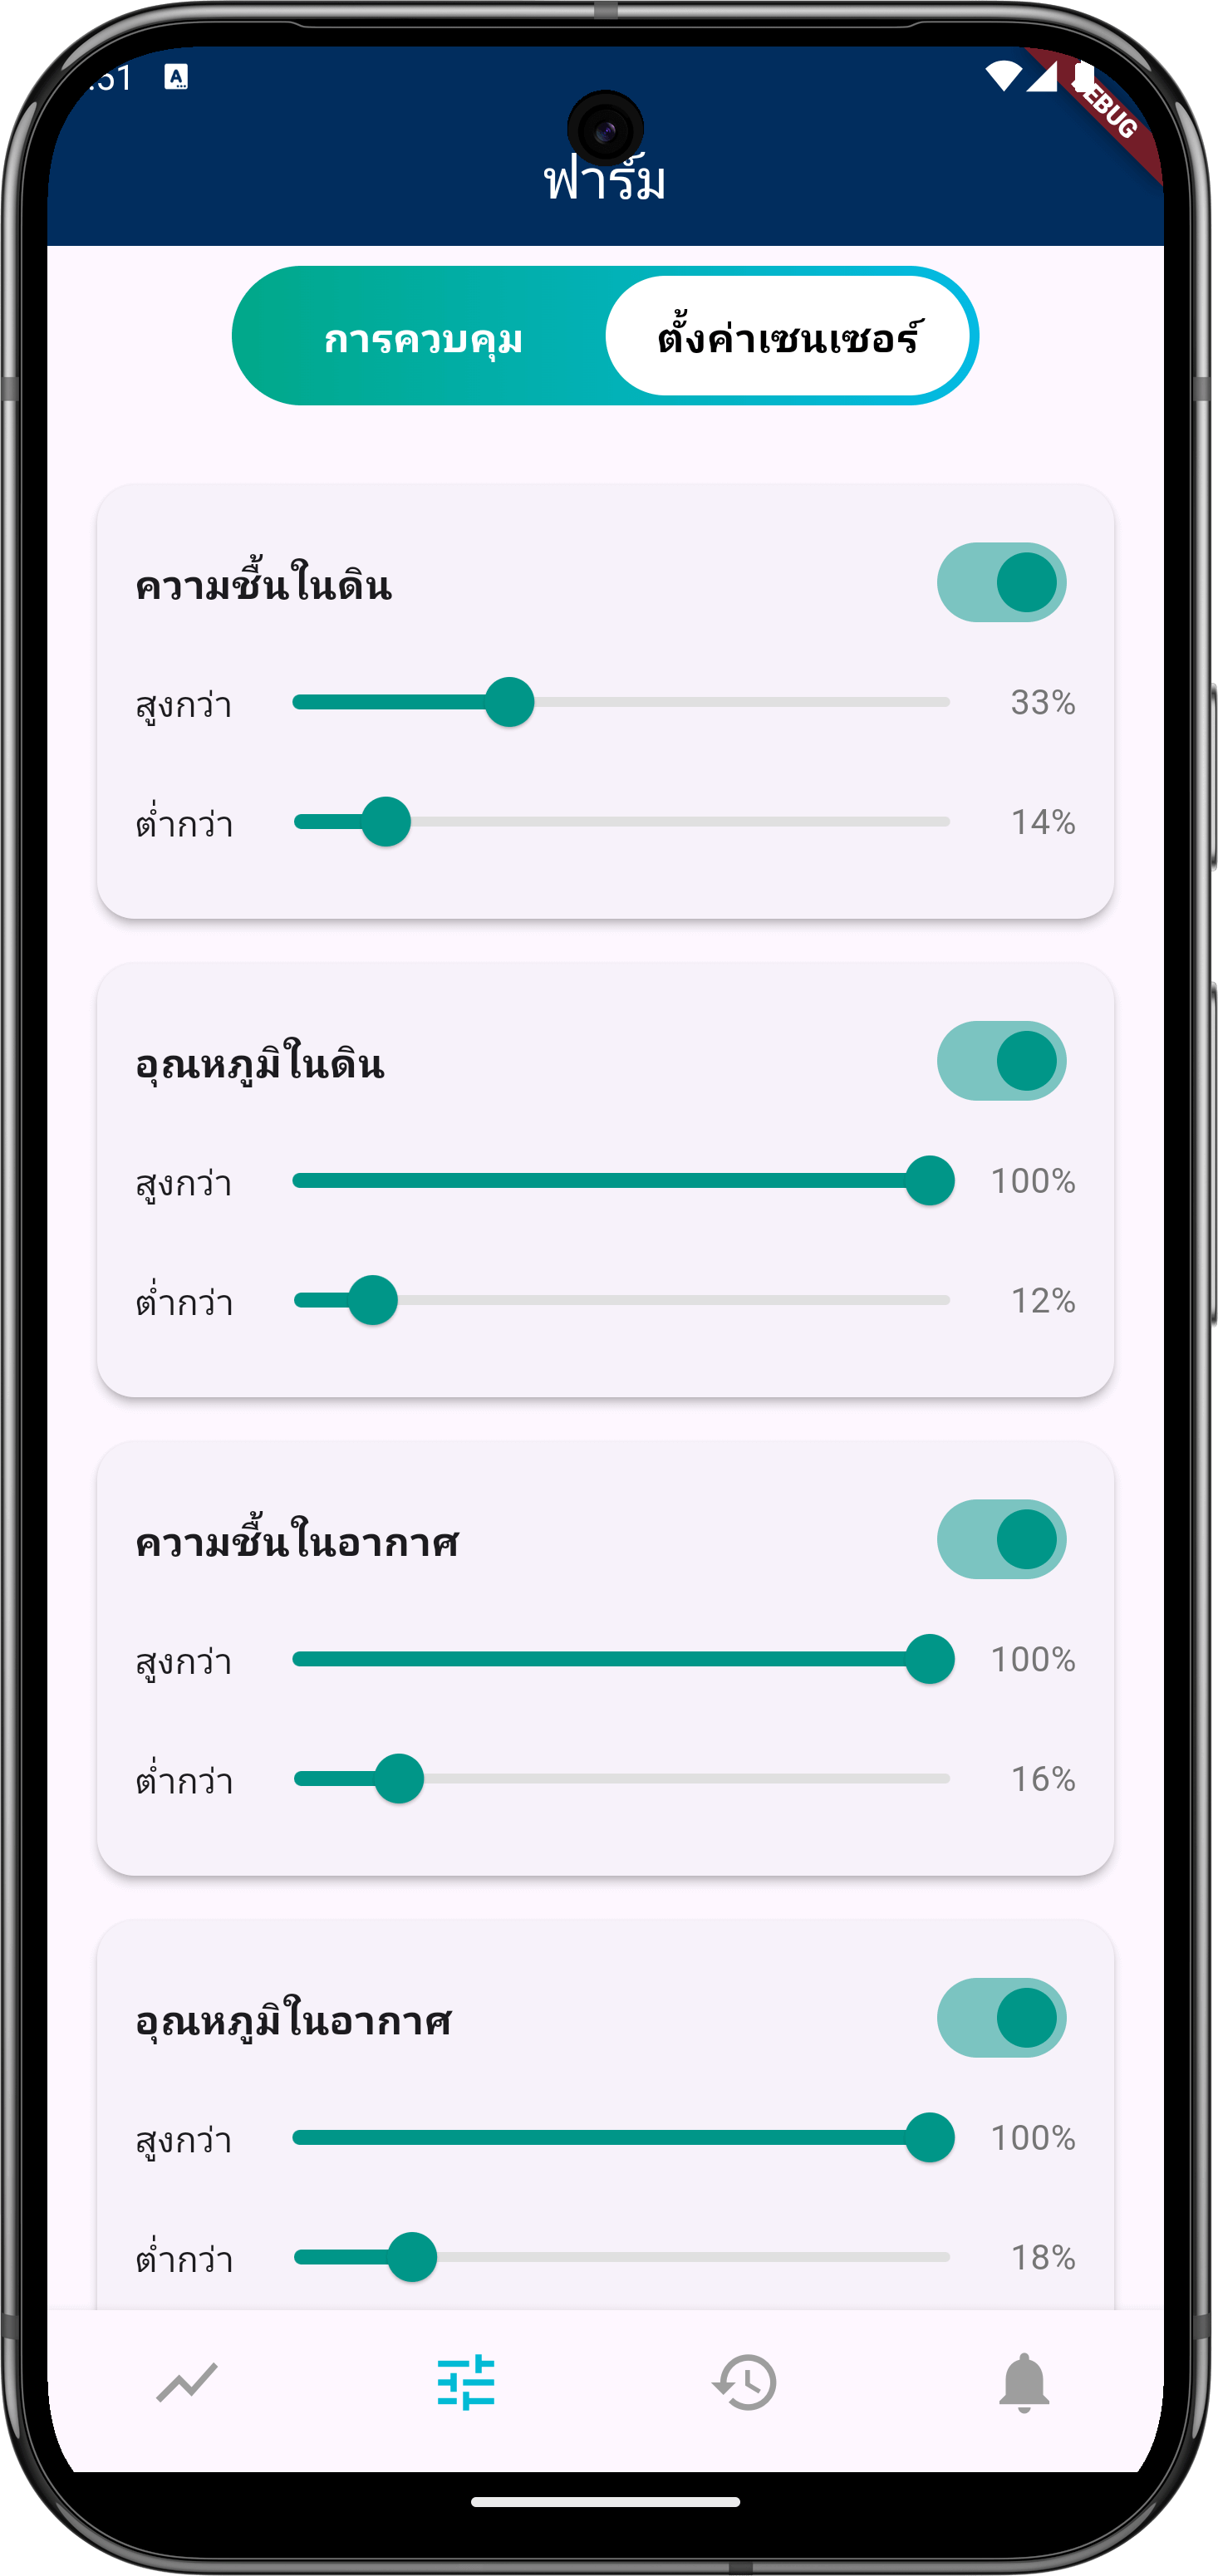 :51
ฟาร์ม
การควบคุม
ตั้งค่าเซนเซอร์
ความชื้นในดิน
สูงกว่า 33%
ต่ำกว่า 14%
อุณหภูมิในดิน
สูงกว่า 100%
ต่ำกว่า 12%
ความชื้นในอากาศ
สูงกว่า 100%
ต่ำกว่า 16%
อุณหภูมิในอากาศ
สูงกว่า 100%
ต่ำกว่า 18%